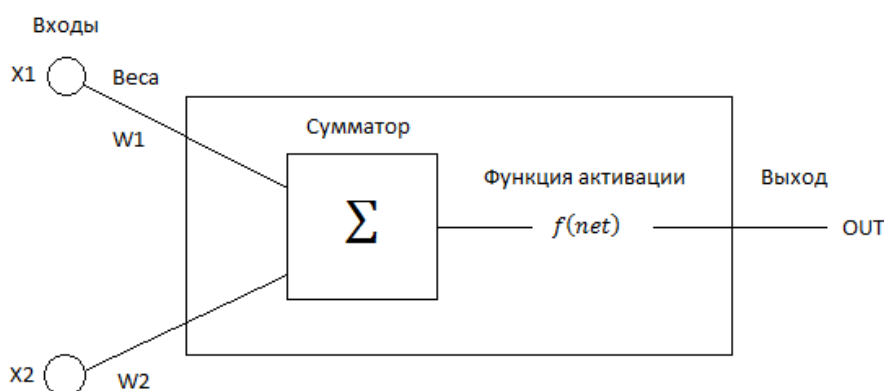 Входы
X1
Веса
W1
Сумматор
Σ
Функция активации
f(net)
Выход
OUT
X2
W2